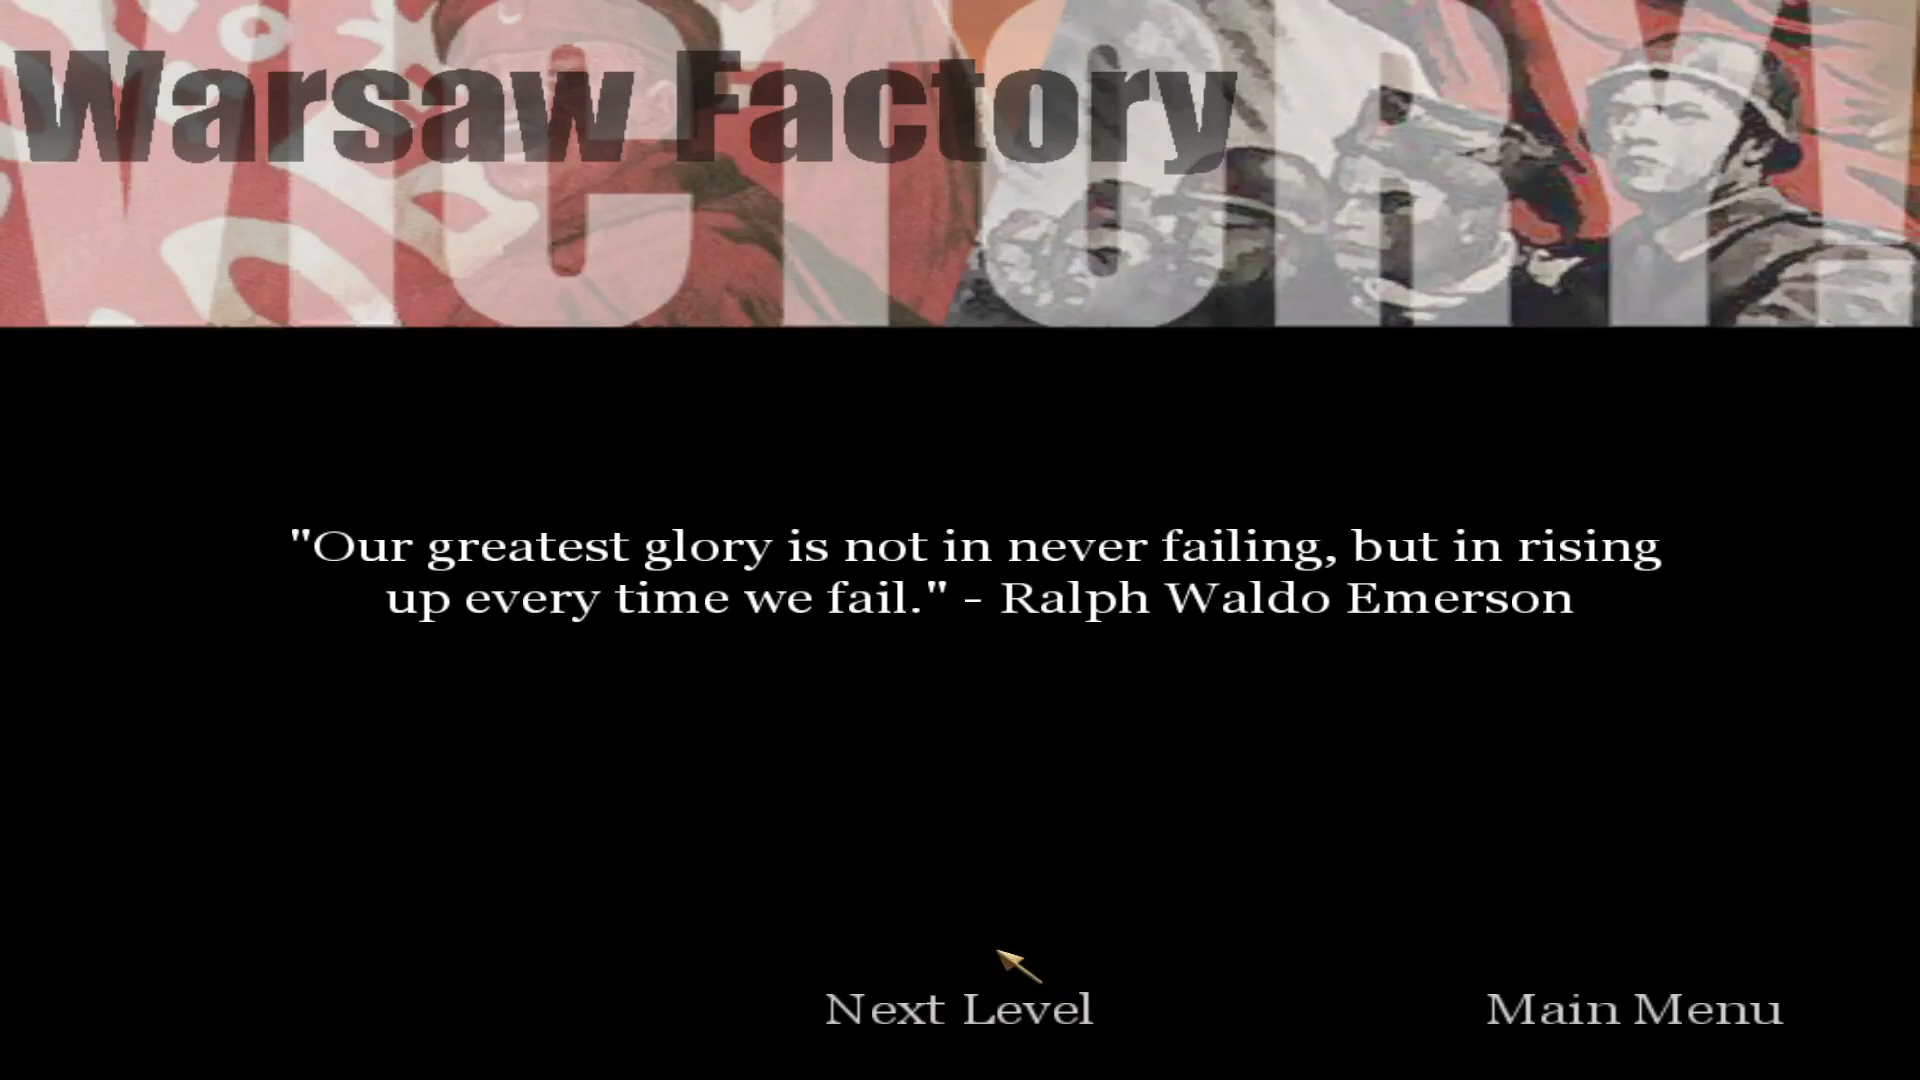 VICTORY!
Warsaw Factory
"Our greatest glory is not in never failing, but in rising
up every time we fail." - Ralph Waldo Emerson
Next Level
Main Menu